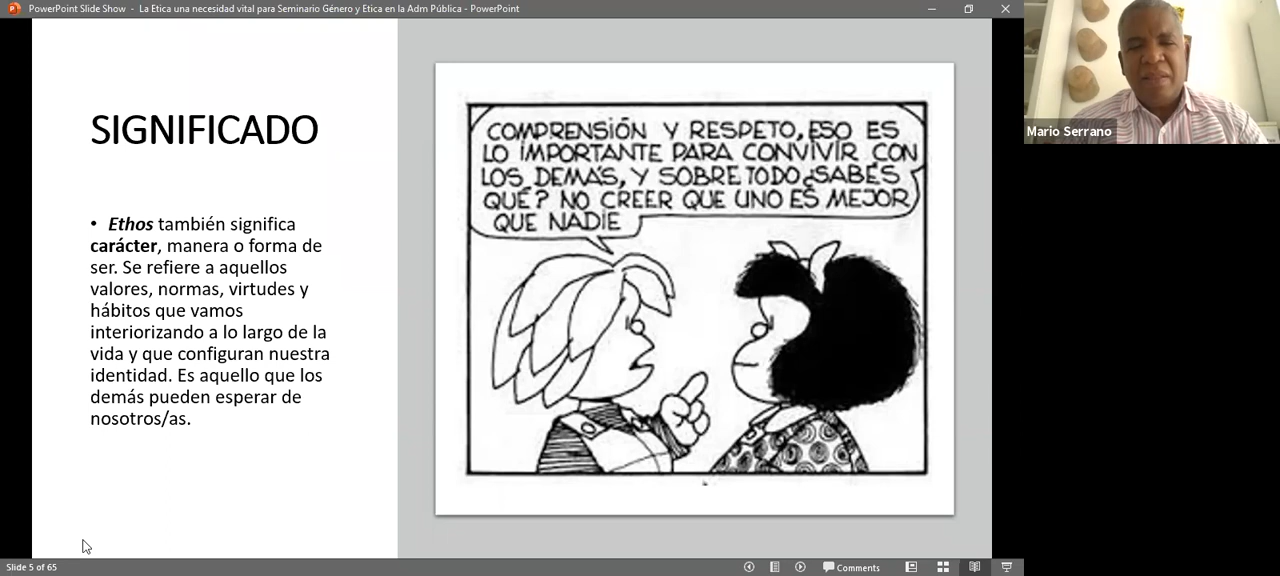 PowerPoint Slide Show - La Etica una necesidad vital para Seminario Género y Etica en la Adm Pública - PowerPoint
SIGNIFICADO
• Ethos también significa
carácter, manera o forma de
ser. Se refiere a aquellos
valores, normas, virtudes y
hábitos que vamos
interiorizando a lo largo de la
vida y que configuran nuestra
identidad. Es aquello que los
demás pueden esperar de
nosotros/as.
COMPRENSIÓN Y RESPETO, ESO ES
LO IMPORTANTE PARA CONVIVIR CON
LOS DEMÁS, Y SOBRE TODO ¿SABÉS
QUÉ? NO CREER QUE UNO ES MEJOR
QUE NADIE
Mario Serrano
Slide 5 of 65
Comments